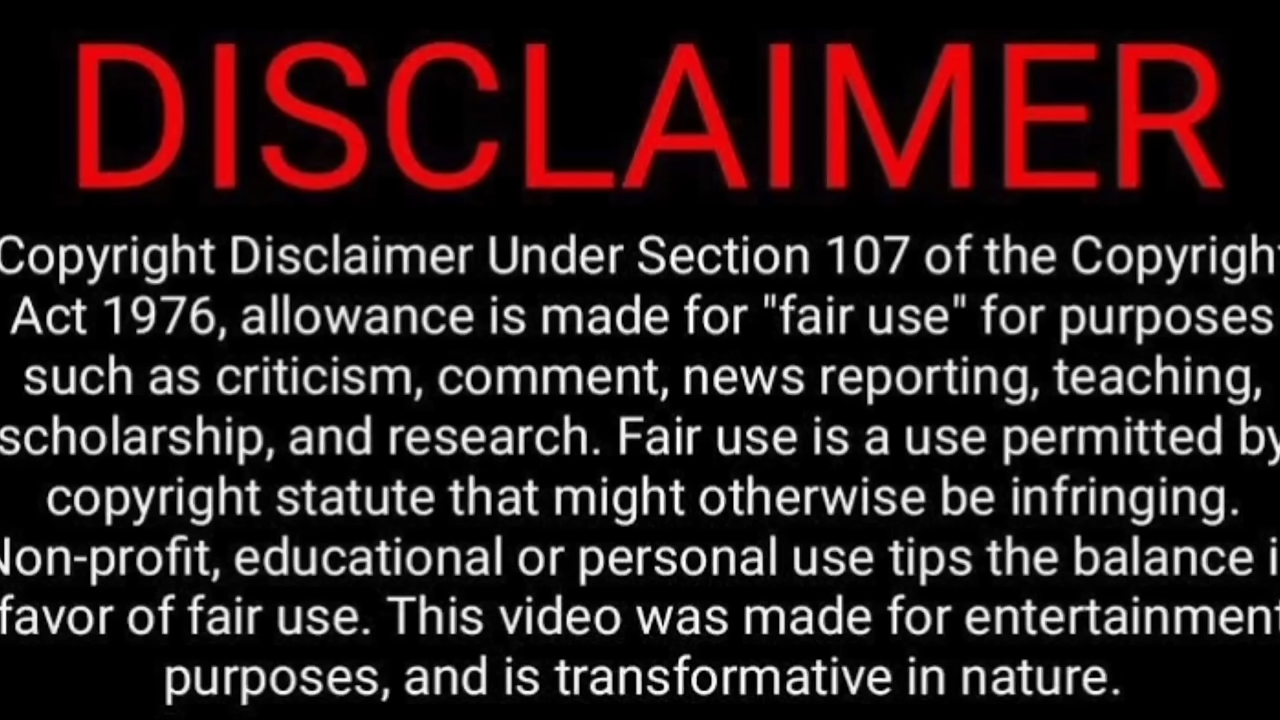 DISCLAIMER
Copyright Disclaimer Under Section 107 of the Copyright
Act 1976, allowance is made for "fair use" for purposes
such as criticism, comment, news reporting, teaching,
scholarship, and research. Fair use is a use permitted by
copyright statute that might otherwise be infringing.
Non-profit, educational or personal use tips the balance i
favor of fair use. This video was made for entertainment
purposes, and is transformative in nature.